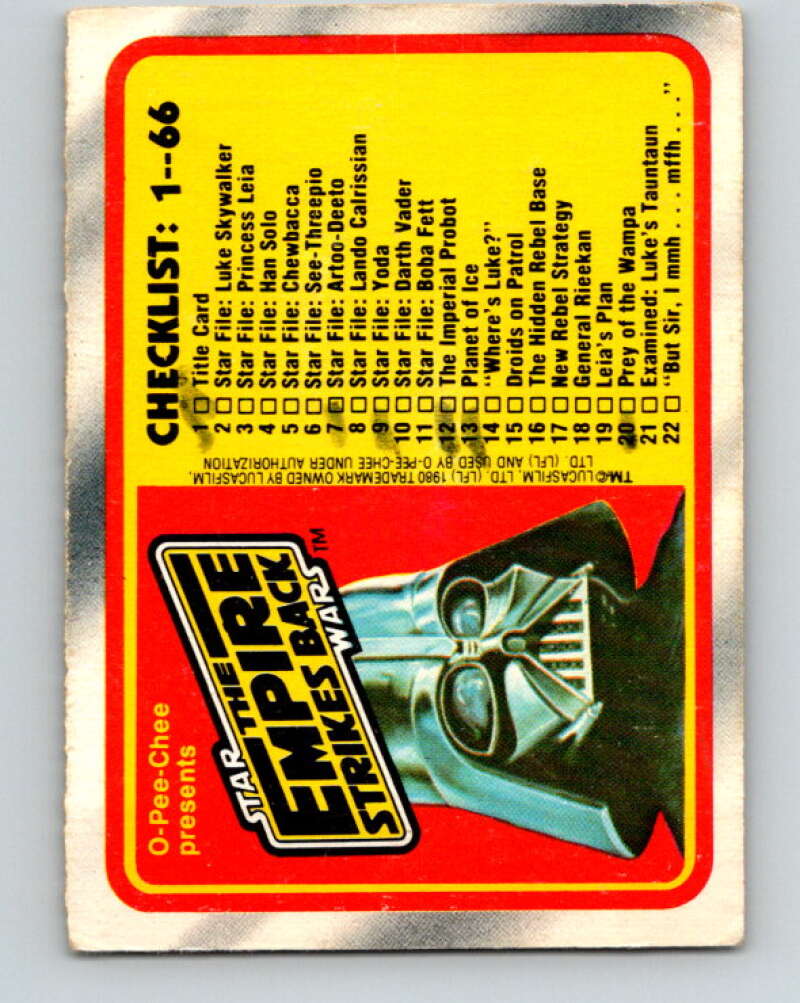 O-Pee-Chee
presents
STAR THE
EMPIRE
STRIKES BACK
WARS™
TM©LUCASFILM, LTD. (LFL) 1980 TRADEMARK OWNED BY LUCASFILM,
LTD. (LFL) AND USED BY O-PEE-CHEE UNDER AUTHORIZATION
CHECKLIST: 1--66
1 □ Title Card
2 □ Star File: Luke Skywalker
3 □ Star File: Princess Leia
4 □ Star File: Han Solo
5 □ Star File: Chewbacca
6 □ Star File: See-Threepio
7 □ Star File: Artoo-Deeto
8 □ Star File: Lando Calrissian
9 □ Star File: Yoda
10 □ Star File: Darth Vader
11 □ Star File: Boba Fett
12 □ The Imperial Probot
13 □ Planet of Ice
14 □ "Where's Luke?"
15 □ Droids on Patrol
16 □ The Hidden Rebel Base
17 □ New Rebel Strategy
18 □ General Rieekan
19 □ Leia's Plan
20 □ Prey of the Wampa
21 □ Examined: Luke's Tauntaun
22 □ "But Sir, I mmh . . . mffh . . ."